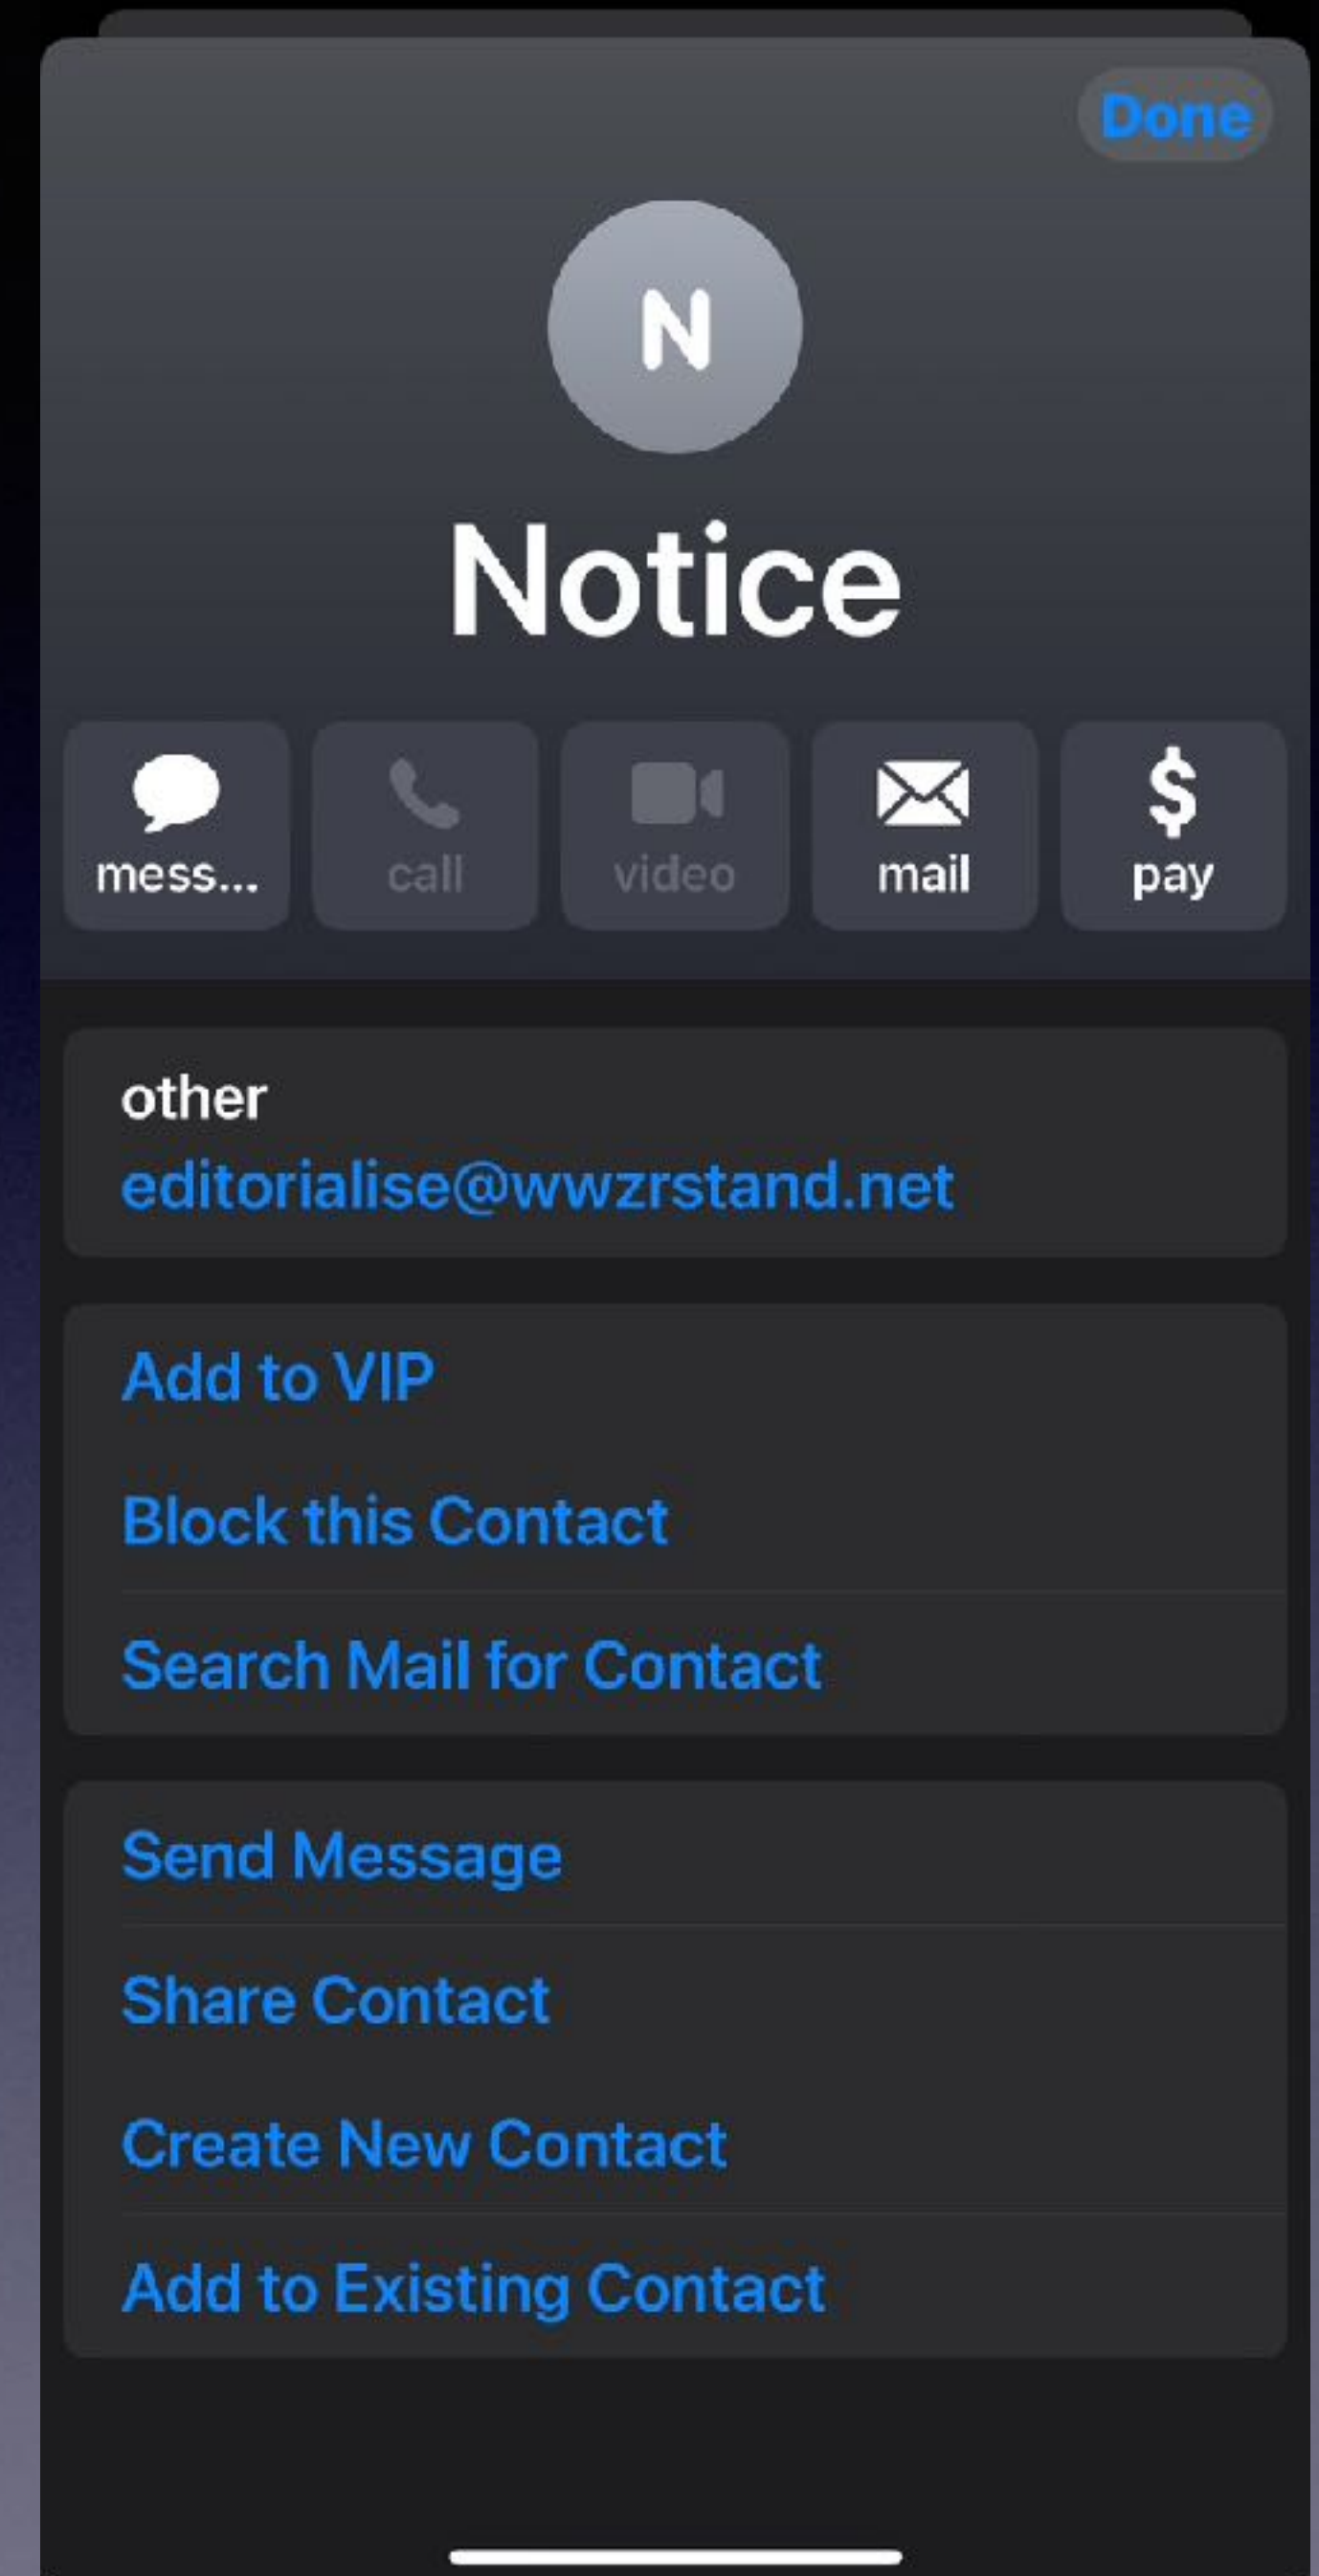 Done
N
Notice
mess...
call
video
mail
$
pay
other
editorialise@wwzrstand.net
Add to VIP
Block this Contact
Search Mail for Contact
Send Message
Share Contact
Create New Contact
Add to Existing Contact